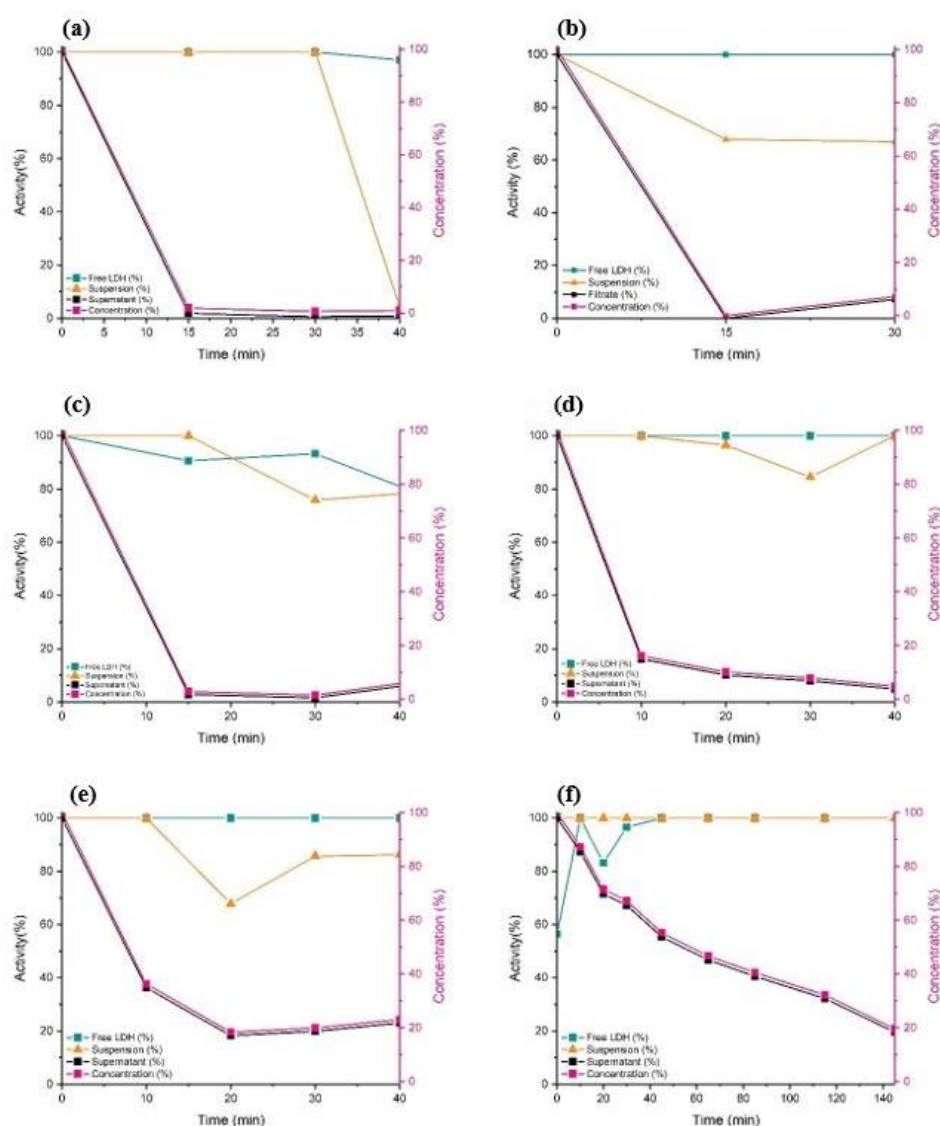 (a)
100
80
60
40
20
0
Activity(%)
Free LDH (%)
Suspension (%)
Supernatant (%)
Concentration (%)
100
80
60
40
20
0
Concentration (%)
0 5 10 15 20 25 30 35 40
Time (min)
(b)
100
80
60
40
20
0
Activity (%)
Free LDH (%)
Suspension (%)
Filtrate (%)
Concentration (%)
100
80
60
40
20
0
Concentration (%)
0 15 30
Time (min)
(c)
100
80
60
40
20
0
Activity(%)
Free LDH (%)
Suspension (%)
Supernatant (%)
Concentration (%)
100
80
60
40
20
0
Concentration (%)
0 10 20 30 40
Time (min)
(d)
100
80
60
40
20
0
Activity(%)
Free LDH (%)
Suspension (%)
Supernatant (%)
Concentration (%)
100
80
60
40
20
0
Concentration (%)
0 10 20 30 40
Time (min)
(e)
100
80
60
40
20
0
Activity(%)
Free LDH (%)
Suspension (%)
Supernatant (%)
Concentration (%)
100
80
60
40
20
0
Concentration (%)
0 10 20 30 40
Time (min)
(f)
100
80
60
40
20
0
Activity(%)
Free LDH (%)
Suspension (%)
Supernatant (%)
Concentration (%)
100
80
60
40
20
0
Concentration (%)
0 20 40 60 80 100 120 140
Time (min)